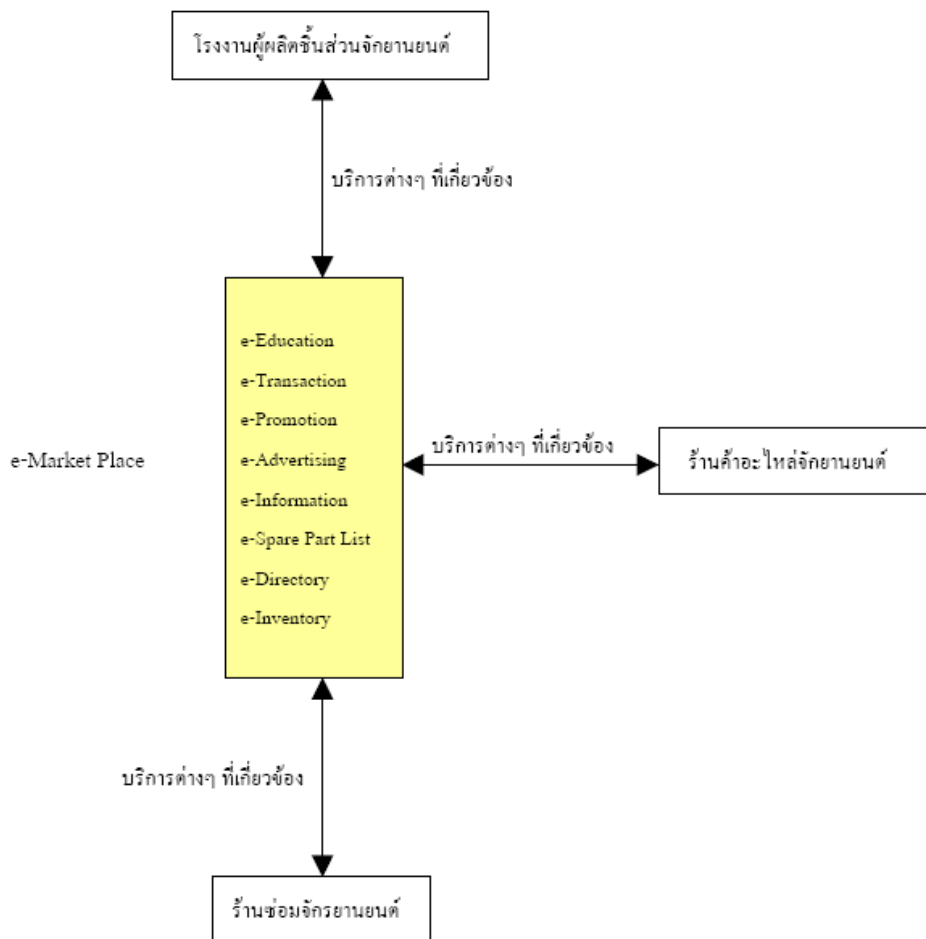 โรงงานผู้ผลิตชิ้นส่วนจักยานยนต์
บริการต่างๆ ที่เกี่ยวข้อง
e-Education
e-Transaction
e-Promotion
e-Market Place
e-Advertising
e-Information
e-Spare Part List
e-Directory
e-Inventory
บริการต่างๆ ที่เกี่ยวข้อง
ร้านค้าอะไหล่จักยานยนต์
บริการต่างๆ ที่เกี่ยวข้อง
ร้านซ่อมจักรยานยนต์